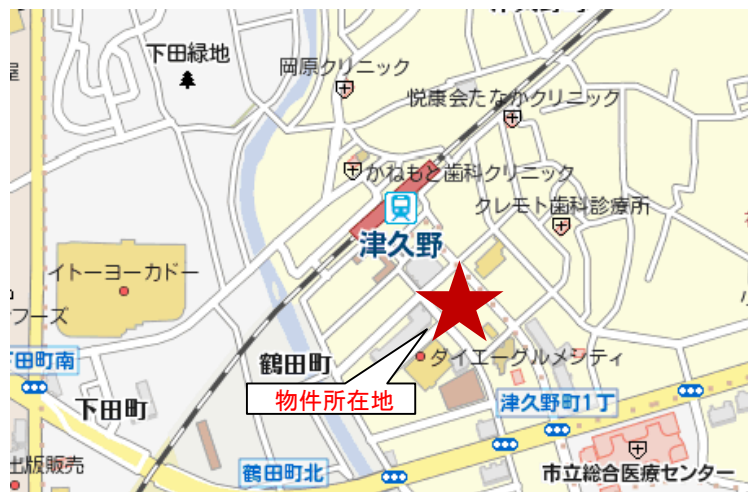 下田緑地
岡原クリニック
悦康会たなかクリニック
かねもと歯科クリニック
クレモト歯科診療所
津久野
イトーヨーカドー
フーズ
鶴田町
ダイエーグルメシティ
田町南
物件所在地
下田町
津久野町1丁
出版販売
鶴田町北
市立総合医療センター